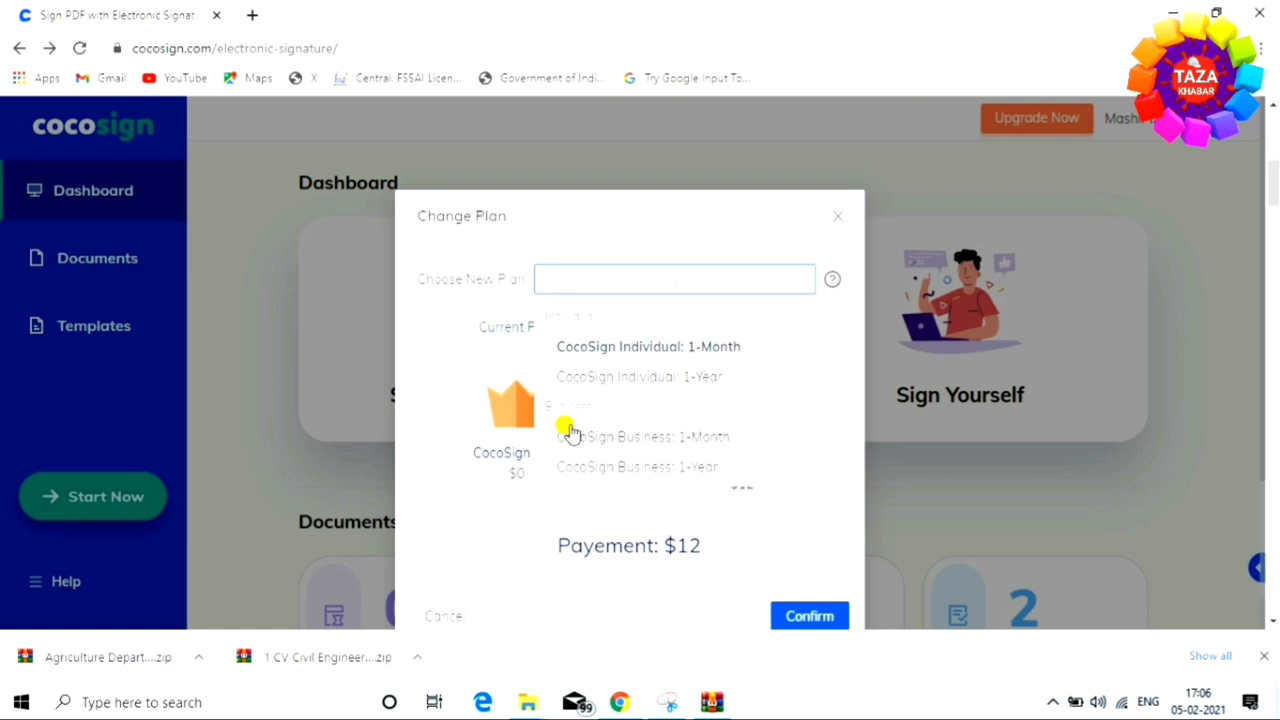 Sign PDF with Electronic Signat
cocosign.com/electronic-signature/
Apps
Gmail
YouTube
Maps
X
Central. FSSAI Licen...
Government of Indi...
Try Google Input To...
TAZA
KHABAR
cocosign
Upgrade Now
Dashboard
Documents
Templates
Start Now
Help
Dashboard
Sign Yourself
Documents
2
Change Plan
Choose New Plan
Current P
CocoSign Individual: 1-Month
CocoSign Individual: 1-Year
CocoSign Business: 1-Month
CocoSign Business: 1-Year
CocoSign
$0
Payement: $12
Cancel
Confirm
Agriculture Depart....zip
1 CV Civil Engineer....zip
Show all
Type here to search
99
ENG
17:06
05-02-2021